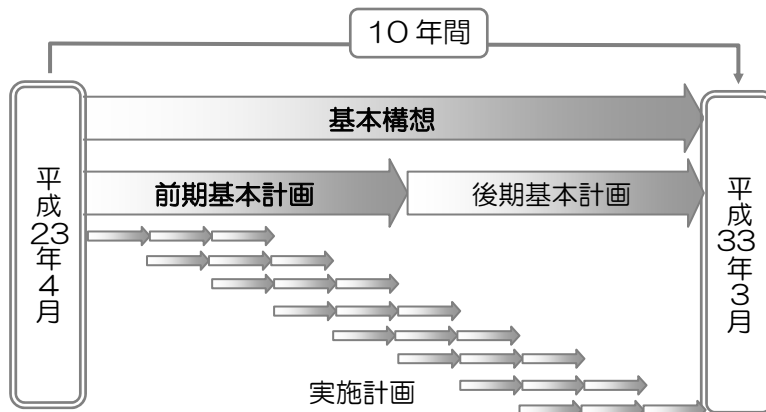 10年間
基本構想
平成23年4月
前期基本計画
後期基本計画
平成33年3月
実施計画